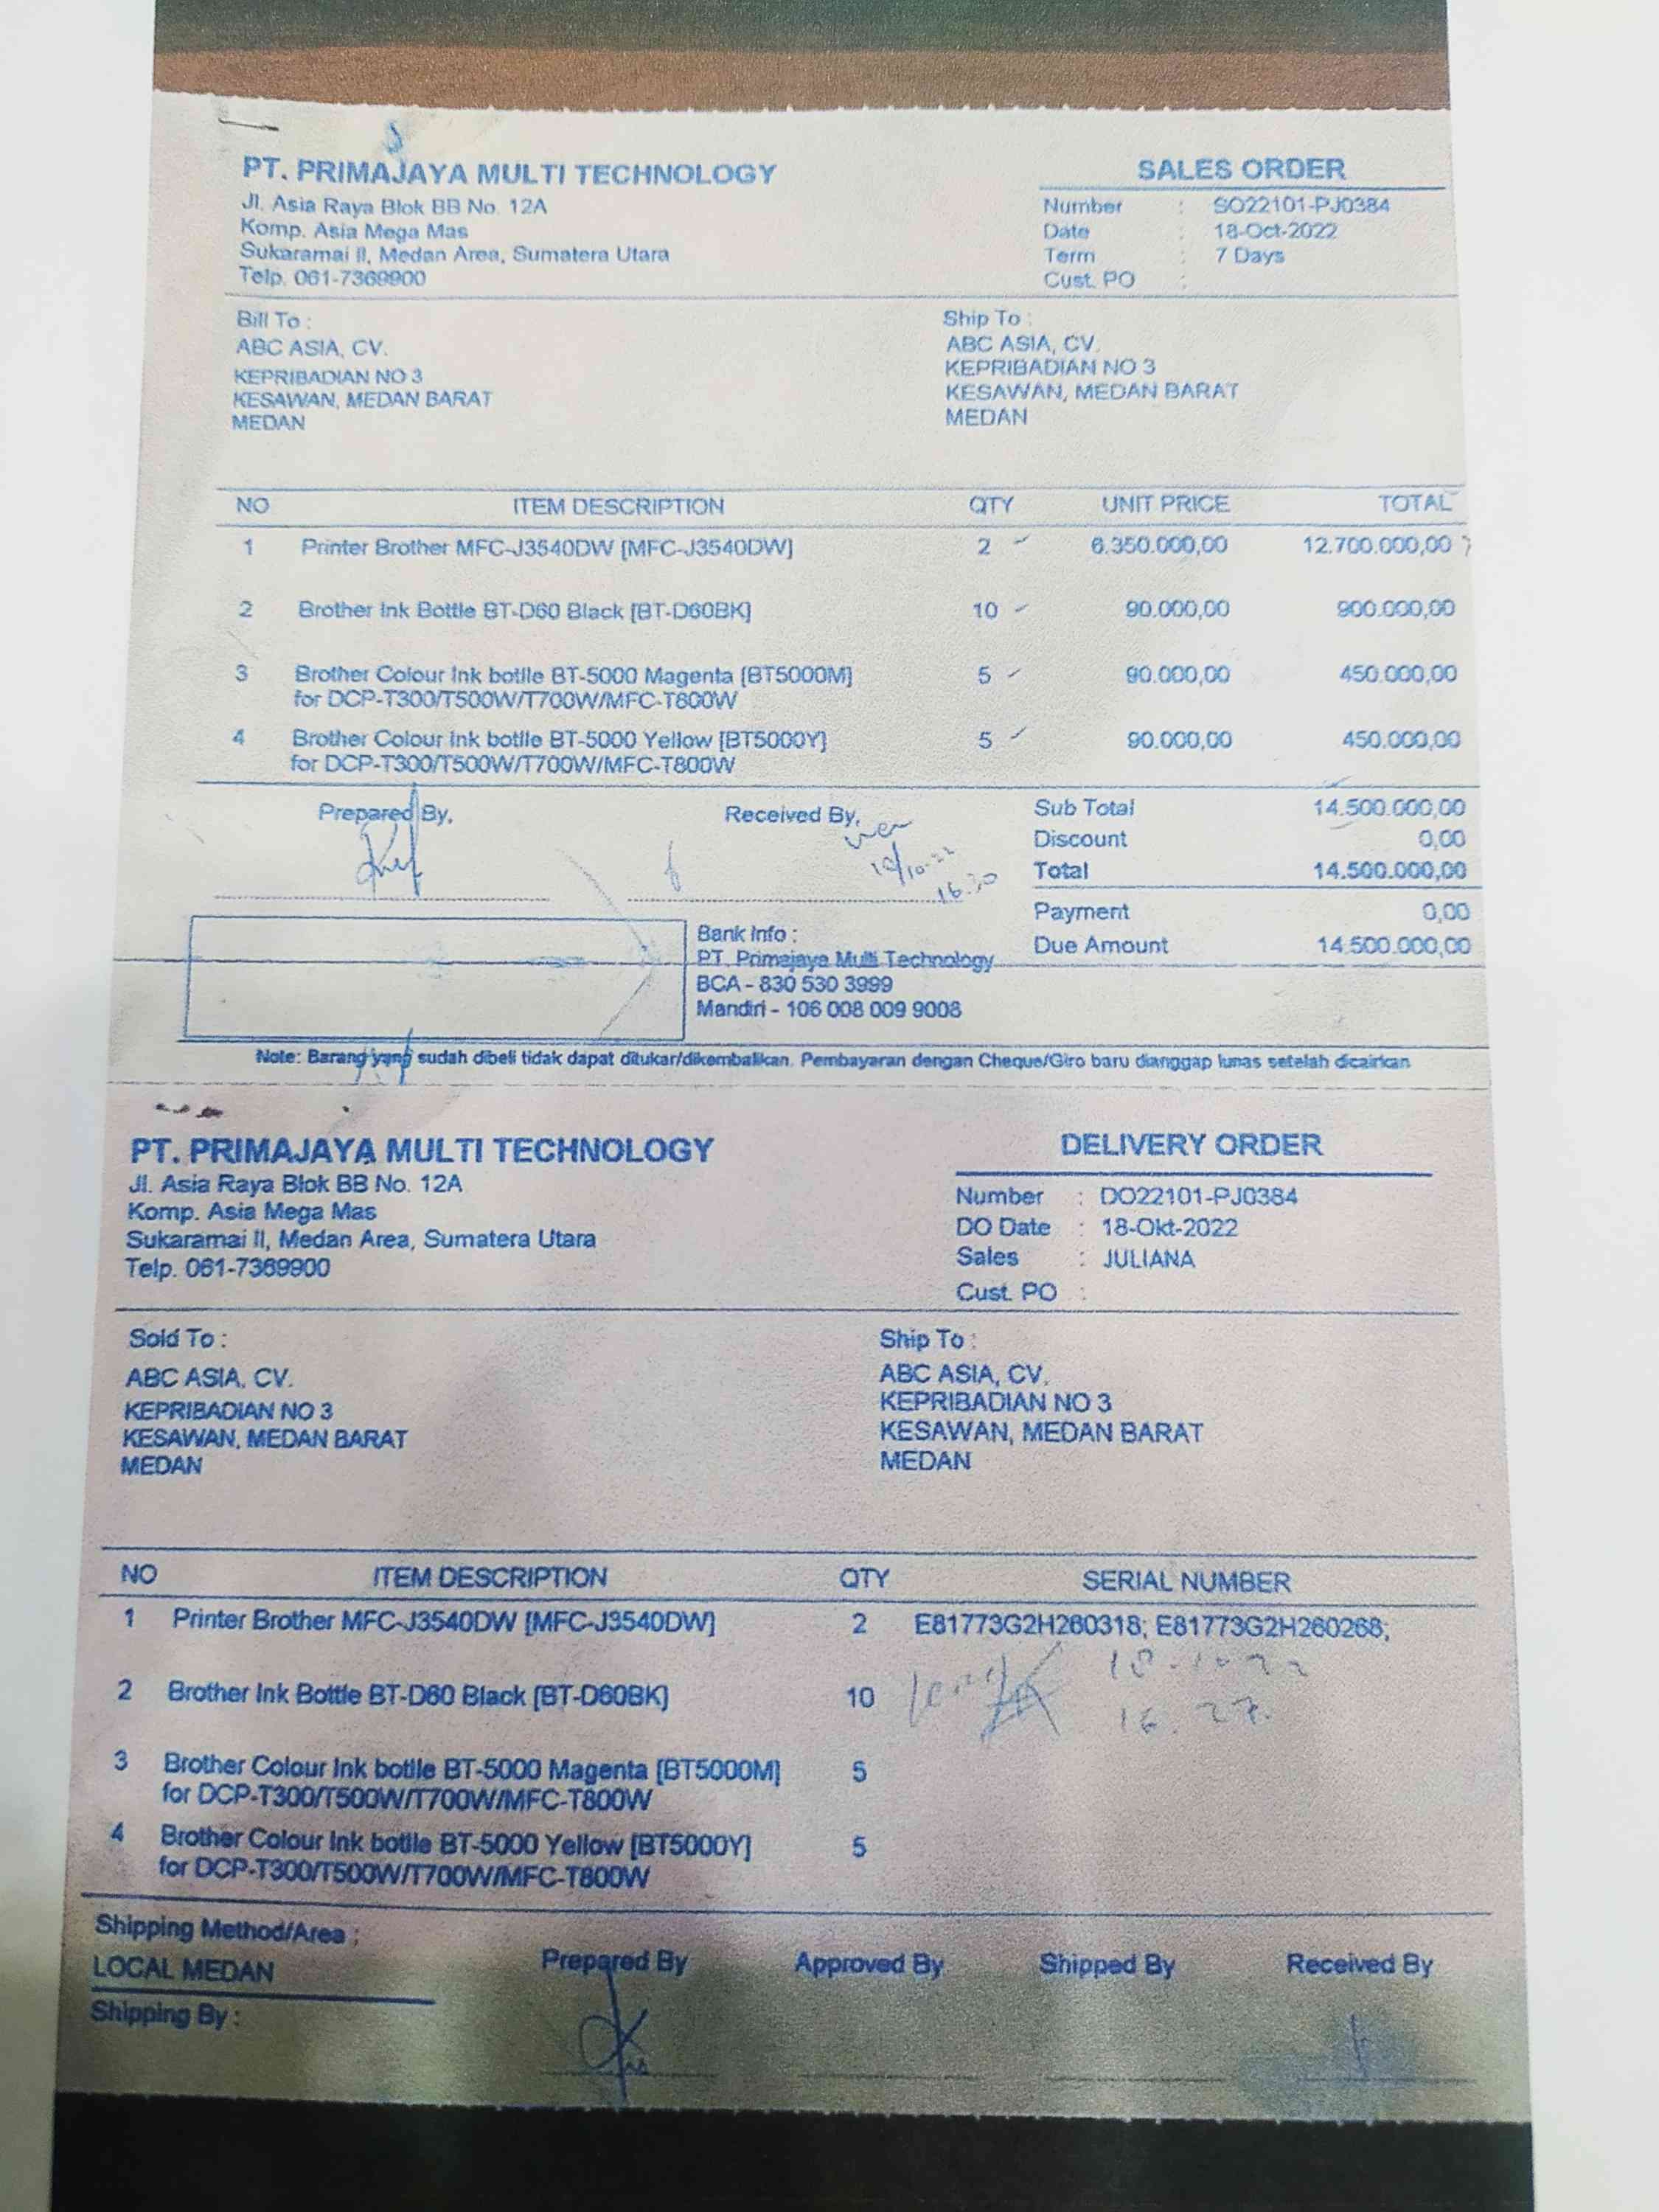 PT. PRIMAJAYA MULTI TECHNOLOGY
Jl. Asia Raya Blok BB No. 12A
Komp. Asia Mega Mas
Sukaramai II, Medan Area, Sumatera Utara
Telp. 061-7369900
SALES ORDER
Number : SO22101-PJ0384
Date : 18-Oct-2022
Term : 7 Days
Cust. PO :
Bill To :
ABC ASIA, CV.
KEPRIBADIAN NO 3
KESAWAN, MEDAN BARAT
MEDAN
Ship To :
ABC ASIA, CV.
KEPRIBADIAN NO 3
KESAWAN, MEDAN BARAT
MEDAN
NO ITEM DESCRIPTION QTY UNIT PRICE TOTAL
1 Printer Brother MFC-J3540DW [MFC-J3540DW] 2 6.350.000,00 12.700.000,00
2 Brother Ink Bottle BT-D60 Black [BT-D60BK] 10 90.000,00 900.000,00
3 Brother Colour Ink botlle BT-5000 Magenta [BT5000M] 5 90.000,00 450.000,00
for DCP-T300/T500W/T700W/MFC-T800W
4 Brother Colour Ink botlle BT-5000 Yellow [BT5000Y] 5 90.000,00 450.000,00
for DCP-T300/T500W/T700W/MFC-T800W
Prepared By,
Received By,
16.30
Sub Total 14.500.000,00
Discount 0,00
Total 14.500.000,00
Payment 0,00
Due Amount 14.500.000,00
Bank Info :
PT. Primajaya Multi Technology
BCA - 830 530 3999
Mandiri - 106 008 009 9008
Note: Barang yang sudah dibeli tidak dapat ditukar/dikembalikan. Pembayaran dengan Cheque/Giro baru dianggap lunas setelah dicairkan
PT. PRIMAJAYA MULTI TECHNOLOGY
Jl. Asia Raya Blok BB No. 12A
Komp. Asia Mega Mas
Sukaramai II, Medan Area, Sumatera Utara
Telp. 061-7369900
DELIVERY ORDER
Number : DO22101-PJ0384
DO Date : 18-Okt-2022
Sales : JULIANA
Cust. PO :
Sold To :
ABC ASIA, CV.
KEPRIBADIAN NO 3
KESAWAN, MEDAN BARAT
MEDAN
Ship To :
ABC ASIA, CV.
KEPRIBADIAN NO 3
KESAWAN, MEDAN BARAT
MEDAN
NO ITEM DESCRIPTION QTY SERIAL NUMBER
1 Printer Brother MFC-J3540DW [MFC-J3540DW] 2 E81773G2H260318; E81773G2H260268;
18-10-22
2 Brother Ink Bottle BT-D60 Black [BT-D60BK] 10
16.27.
3 Brother Colour Ink botlle BT-5000 Magenta [BT5000M] 5
for DCP-T300/T500W/T700W/MFC-T800W
4 Brother Colour Ink botlle BT-5000 Yellow [BT5000Y] 5
for DCP-T300/T500W/T700W/MFC-T800W
Shipping Method/Area :
LOCAL MEDAN
Shipping By :
Prepared By
Approved By
Shipped By
Received By